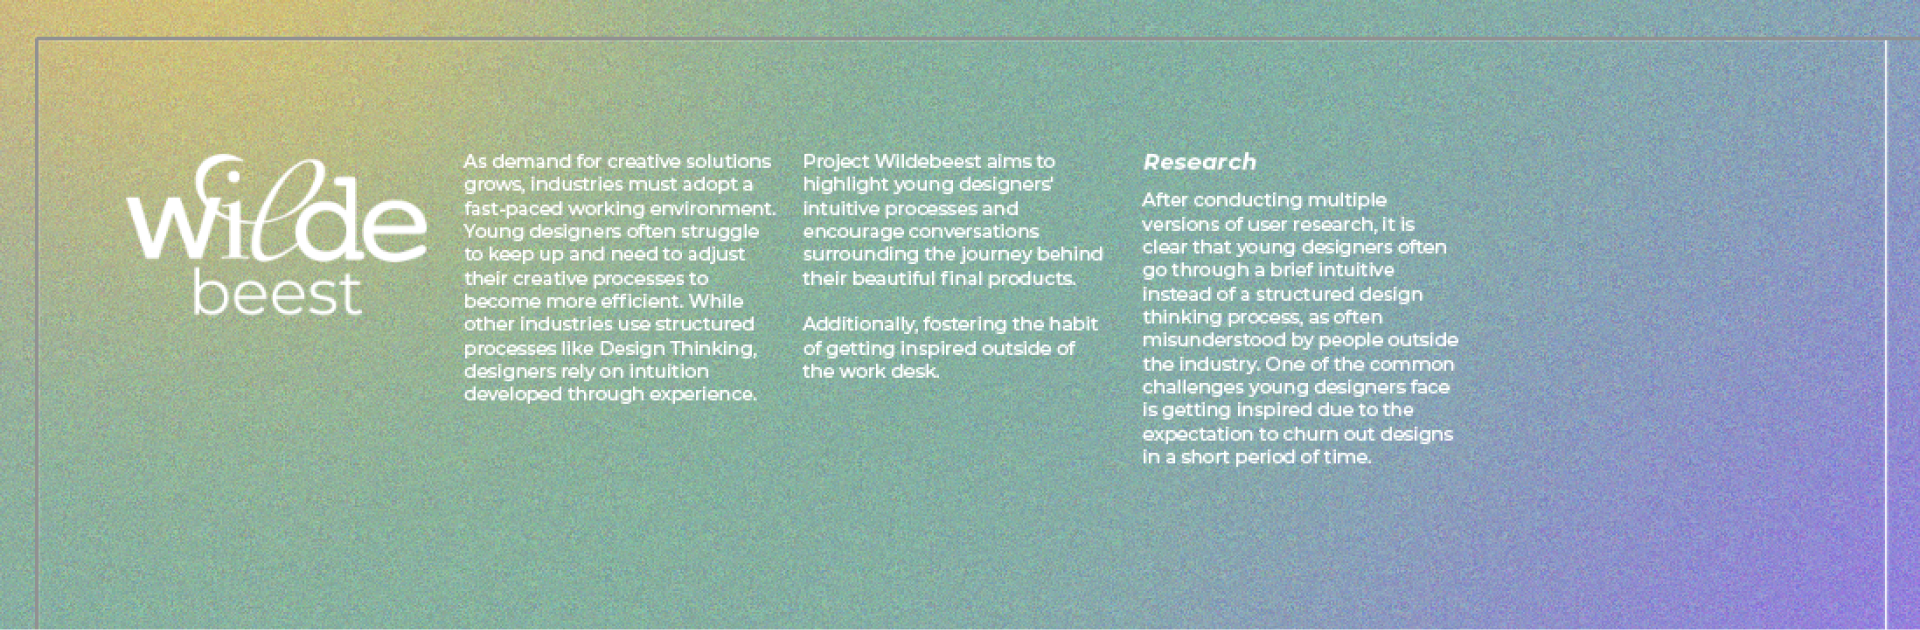 wilde
beest
As demand for creative solutions
grows, industries must adopt a
fast-paced working environment.
Young designers often struggle
to keep up and need to adjust
their creative processes to
become more efficient. While
other industries use structured
processes like Design Thinking,
designers rely on intuition
developed through experience.
Project Wildebeest aims to
highlight young designers'
intuitive processes and
encourage conversations
surrounding the journey behind
their beautiful final products.
Additionally, fostering the habit
of getting inspired outside of
the work desk.
Research
After conducting multiple
versions of user research, it is
clear that young designers often
go through a brief intuitive
instead of a structured design
thinking process, as often
misunderstood by people outside
the industry. One of the common
challenges young designers face
is getting inspired due to the
expectation to churn out designs
in a short period of time.